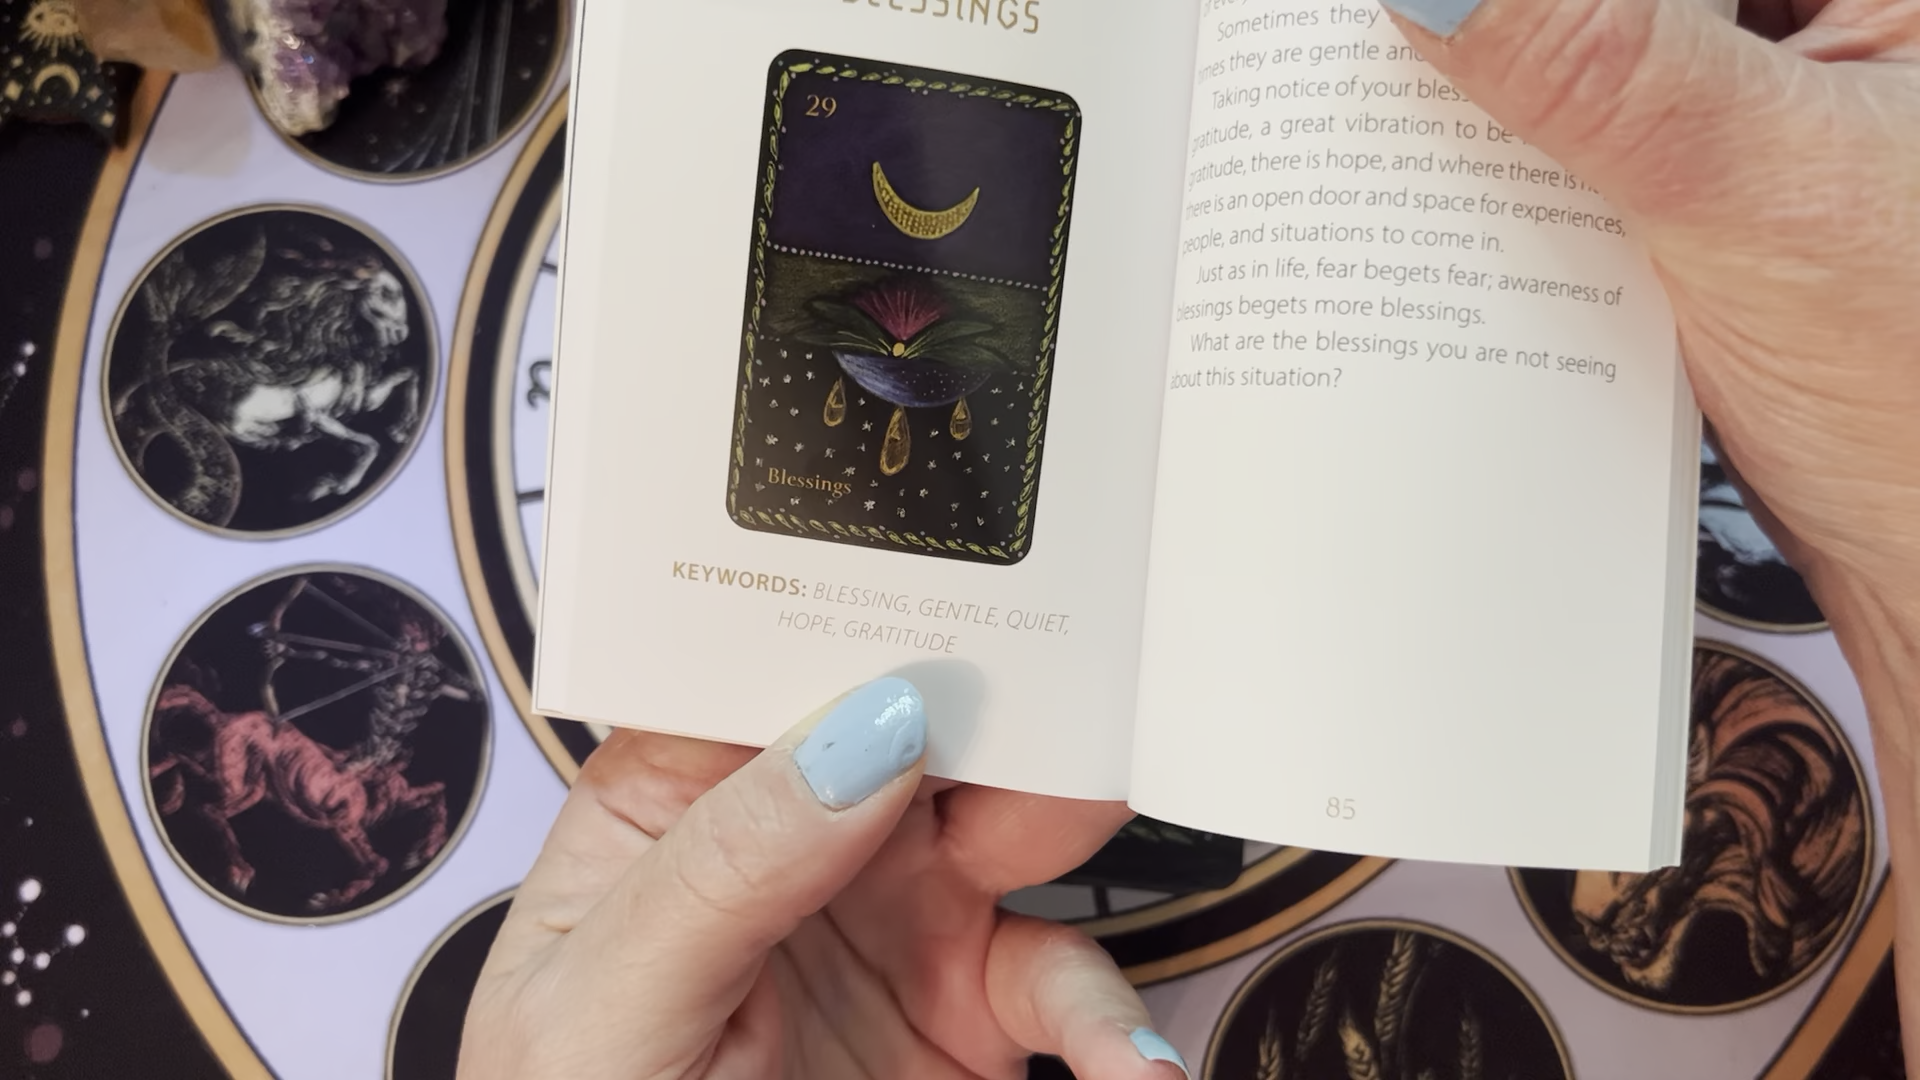 BLESSINGS
29
Blessings
KEYWORDS: BLESSING, GENTLE, QUIET,
HOPE, GRATITUDE
Sometimes they
they are gentle
Taking notice of your
gratitude, a great vibration to be
gratitude, there is hope, and where there is
there is an open door and space for experiences,
people, and situations to come in.
Just as in life, fear begets fear; awareness of
blessings begets more blessings.
What are the blessings you are not seeing
about this situation?
85